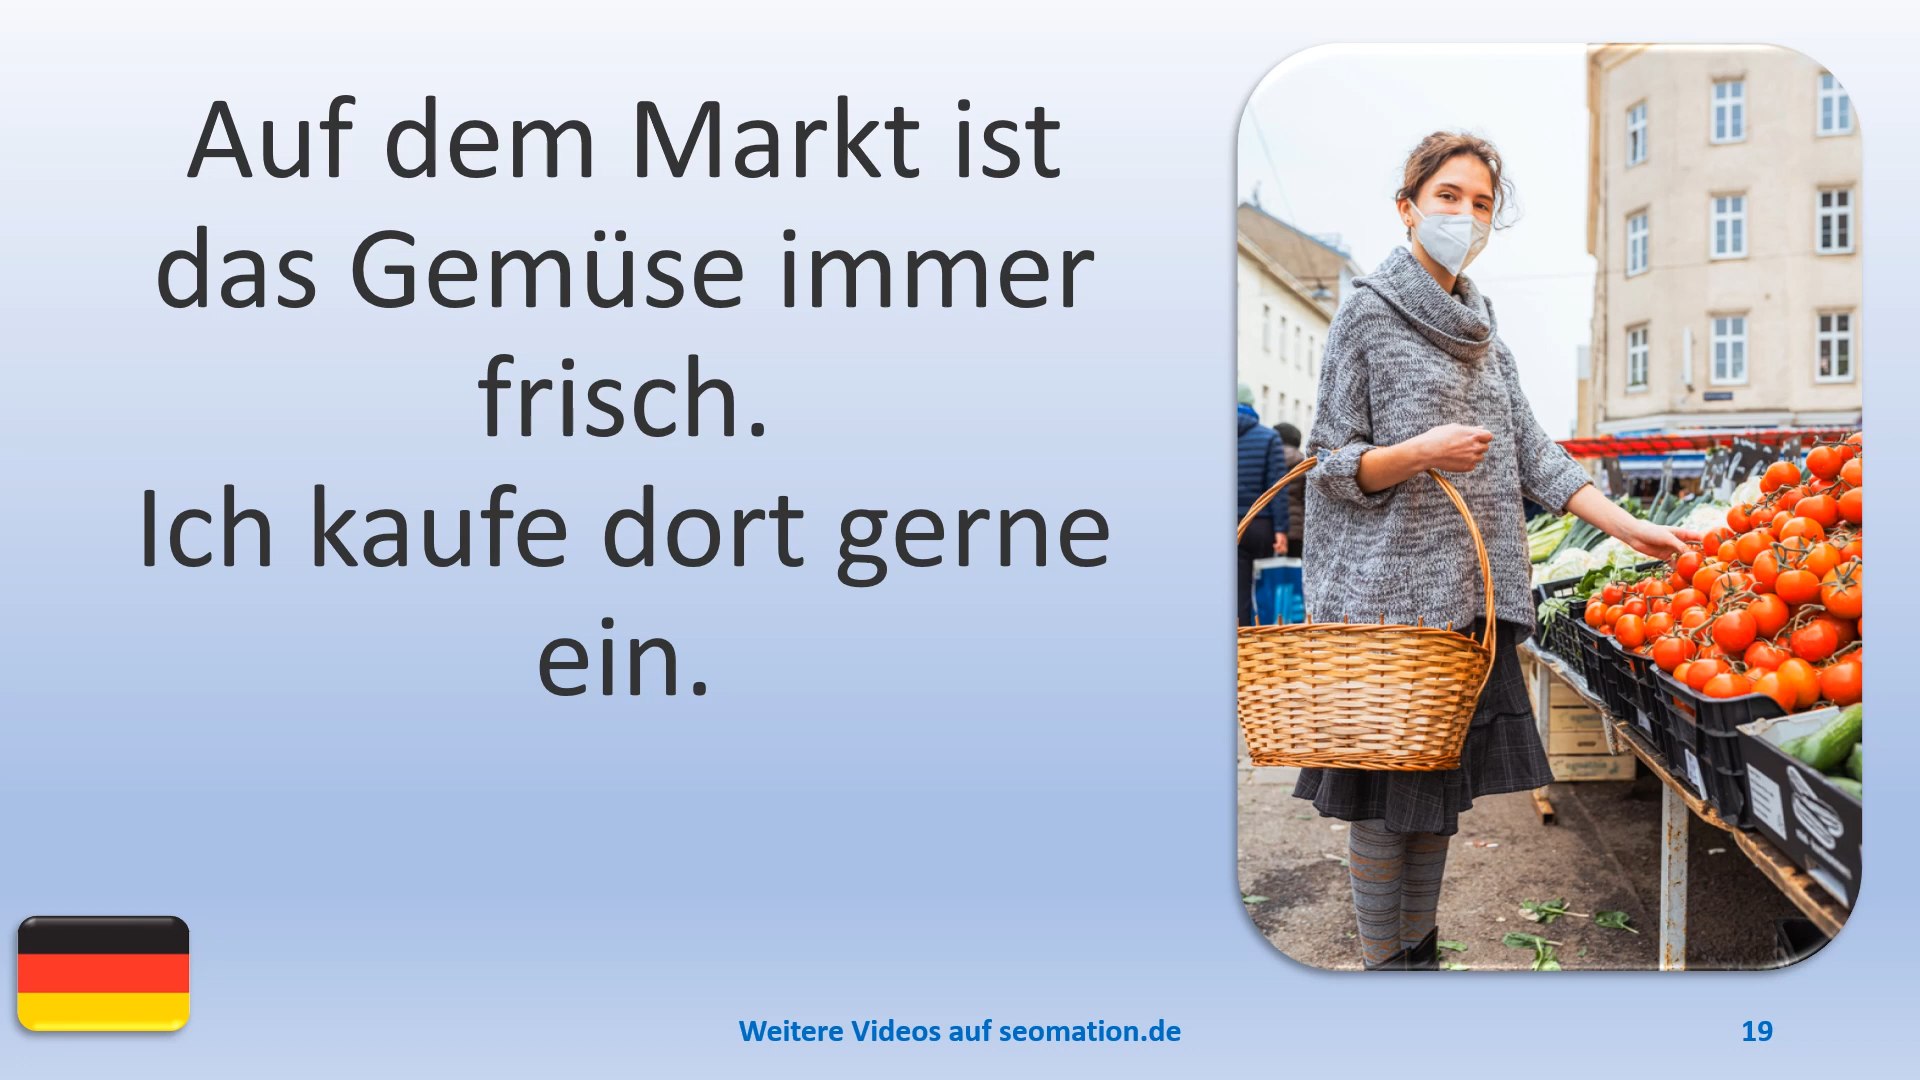 Auf dem Markt ist
das Gemüse immer
frisch.
Ich kaufe dort gerne
ein.
Weitere Videos auf seomation.de
19